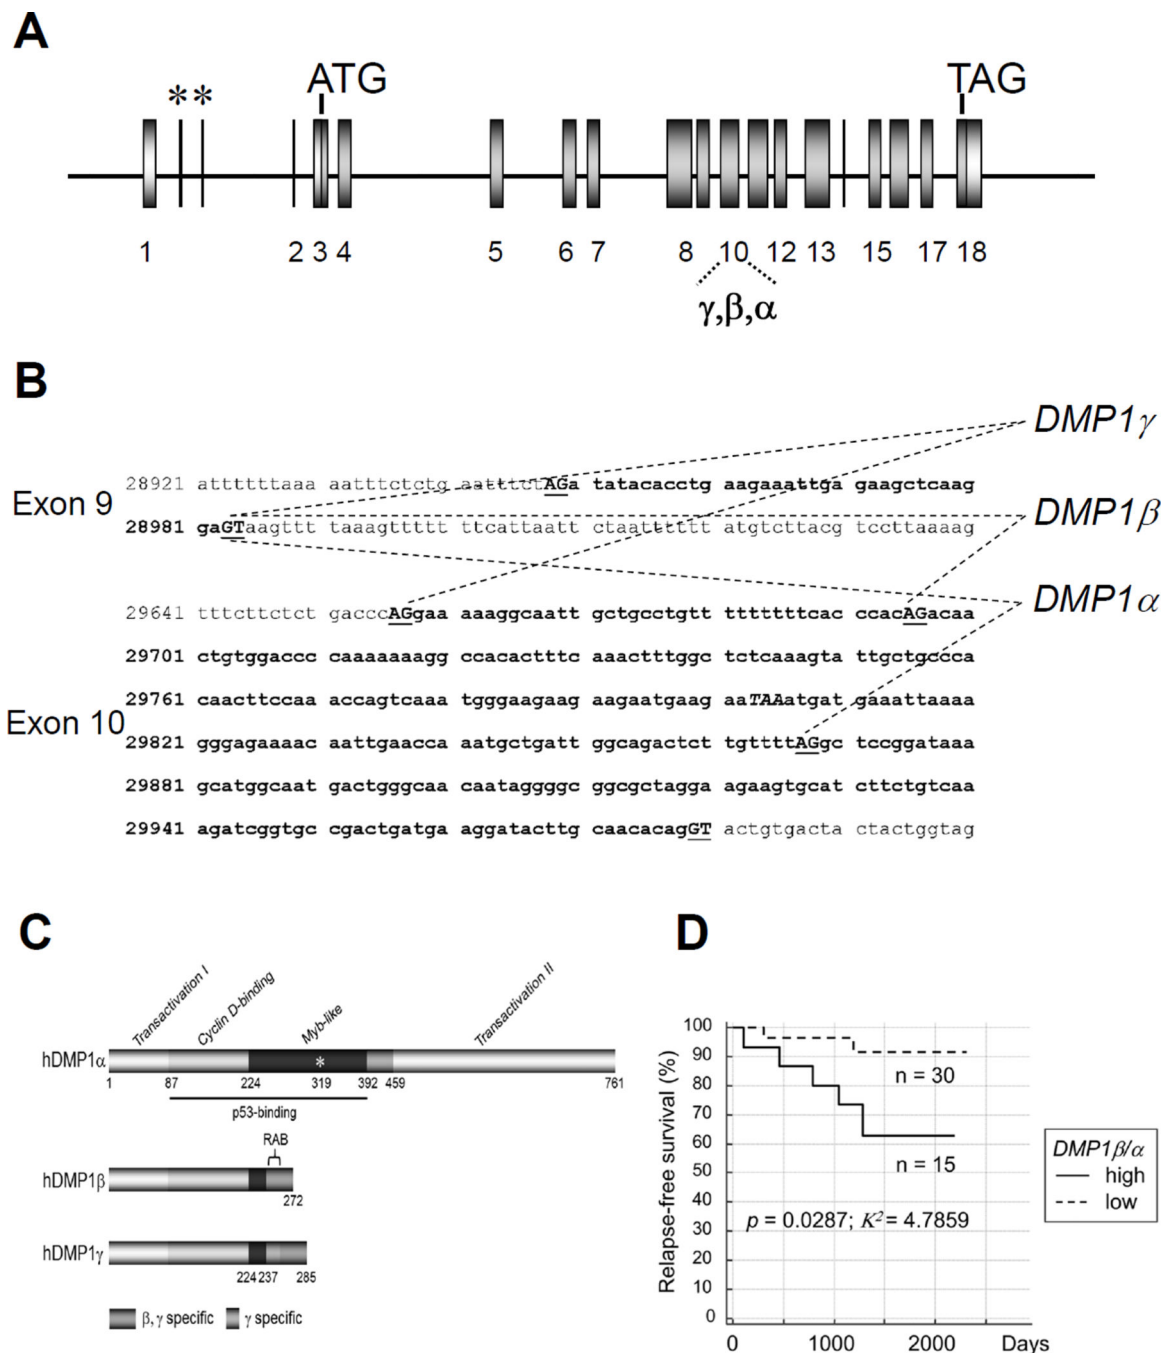 A
* *
ATG
TAG
1 2 3 4 5 6 7 8 10 12 13 15 17 18
γ,β,α
B
DMP1γ
DMP1β
DMP1α
Exon 9
28921 attttttaaa aatttctctg aatttctAGa tatacacctg aagaaattga gaagctcaag
28981 gaGTaagttt taaagttttt ttcattaatt ctaatttttt atgtcttacg tccttaaaag
Exon 10
29641 tttcttctct gacccAGgaa aaaggcaatt gctgcctgtt tttttttcac ccacAGacaa
29701 ctgtggaccc caaaaaaagg ccacactttc aaactttggc tctcaaagta ttgctgccca
29761 caacttccaa accagtcaaa tgggaagaag aagaatgaag aaTAAatgat gaaattaaaa
29821 gggagaaaac aattgaacca aatgctgatt ggcagactct tgttttAGgc tccggataaa
29881 gcatggcaat gactgggcaa caataggggc ggcgctagga agaagtgcat cttctgtcaa
29941 agatcggtgc cgactgatga aggatacttg caacacagGT actgtgacta ctactggtag
C
Transactivation I
Cyclin D-binding
Myb-like
Transactivation II
hDMP1α
*
1 87 224 319 392 459 761
p53-binding
RAB
hDMP1β
272
hDMP1γ
224 237 285
β, γ specific
γ specific
D
Relapse-free survival (%)
100
90
80
70
60
50
40
30
20
10
0
n = 30
n = 15
p = 0.0287; K² = 4.7859
0 1000 2000 Days
DMP1β/α
high
low